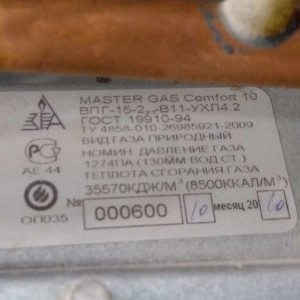 MASTER GAS Comfort 10
ВПГ-15-2,23-В11-УХЛ4.2
ГОСТ 19910-94
ТУ 4858-010-26985921-2009
ВИД ГАЗА ПРИРОДНЫЙ
НОМИН. ДАВЛЕНИЕ ГАЗА
1274ПА (130ММ ВОД СТ)
ТЕПЛОТА СГОРАНИЯ ГАЗА
35570КДЖ/М³ (8500ККАЛ/М³)
№ 000600 10 месяц 20 10
ЗГА
АЕ 44
ОП035